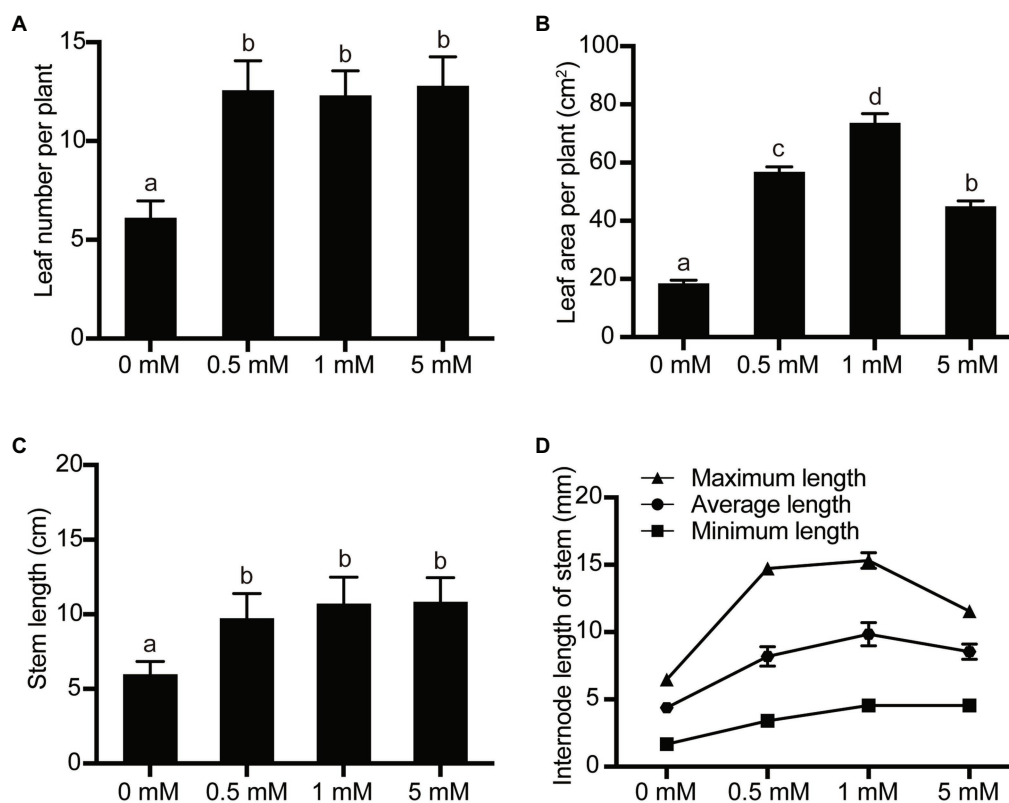 A
Leaf number per plant
15
10
5
0
a
b
b
b
0 mM
0.5 mM
1 mM
5 mM
B
Leaf area per plant (cm²)
100
80
60
40
20
0
a
c
d
b
0 mM
0.5 mM
1 mM
5 mM
C
Stem length (cm)
20
15
10
5
0
a
b
b
b
0 mM
0.5 mM
1 mM
5 mM
D
Internode length of stem (mm)
Maximum length
Average length
Minimum length
20
15
10
5
0
0 mM
0.5 mM
1 mM
5 mM